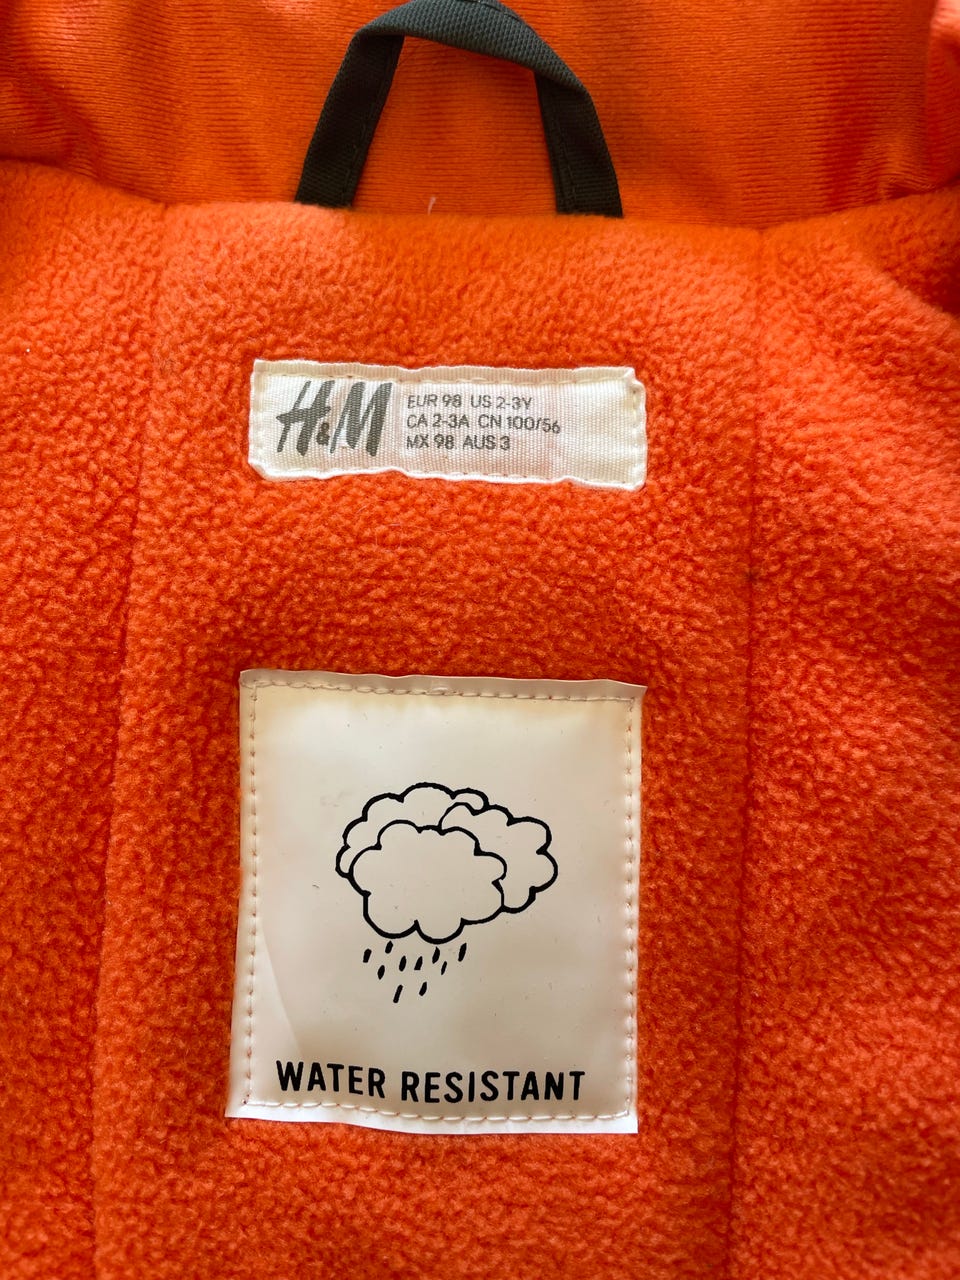 H&M
EUR 98 US 2-3Y
CA 2-3A CN 100/56
MX 98 AUS 3
WATER RESISTANT